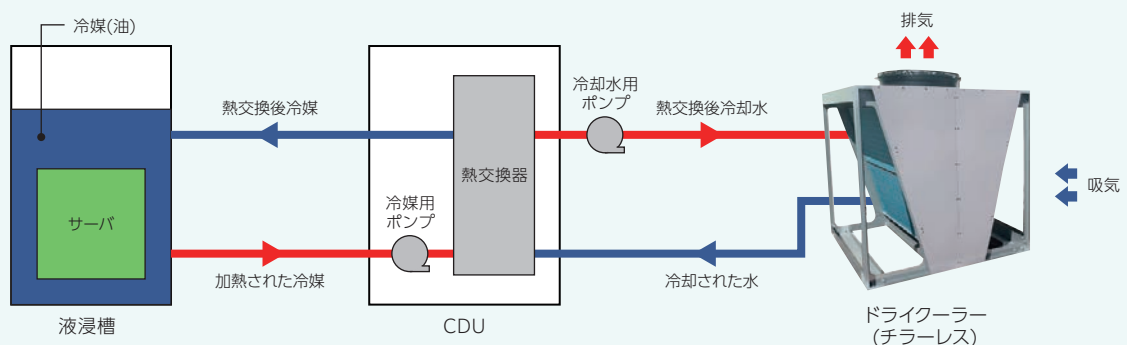 冷媒(油)
排気
冷却水用
ポンプ
熱交換後冷媒
熱交換後冷却水
熱交換器
吸気
サーバ
冷媒用
ポンプ
加熱された冷媒
冷却された水
液浸槽
CDU
ドライクーラー
(チラーレス)